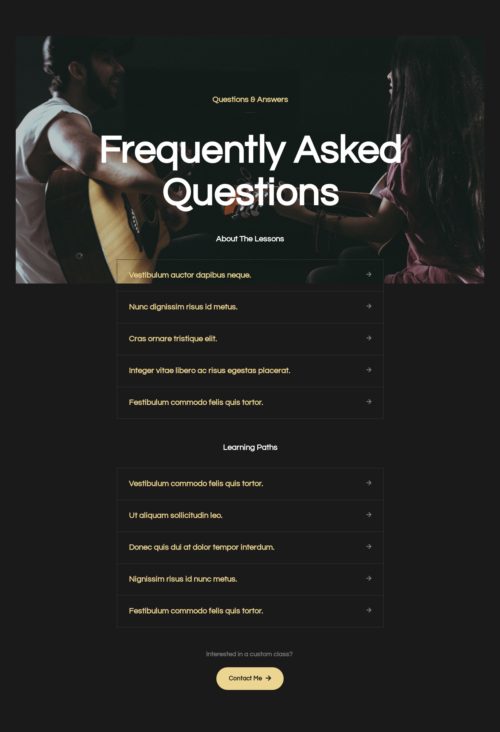 Questions & Answers
Frequently Asked
Questions
About The Lessons
Vestibulum auctor dapibus neque.
Nunc dignissim risus id metus.
Cras ornare tristique elit.
Integer vitae libero ac risus egestas placerat.
Festibulum commodo felis quis tortor.
Learning Paths
Vestibulum commodo felis quis tortor.
Ut aliquam sollicitudin leo.
Donec quis dui at dolor tempor interdum.
Nignissim risus id nunc metus.
Festibulum commodo felis quis tortor.
Interested in a custom class?
Contact Me